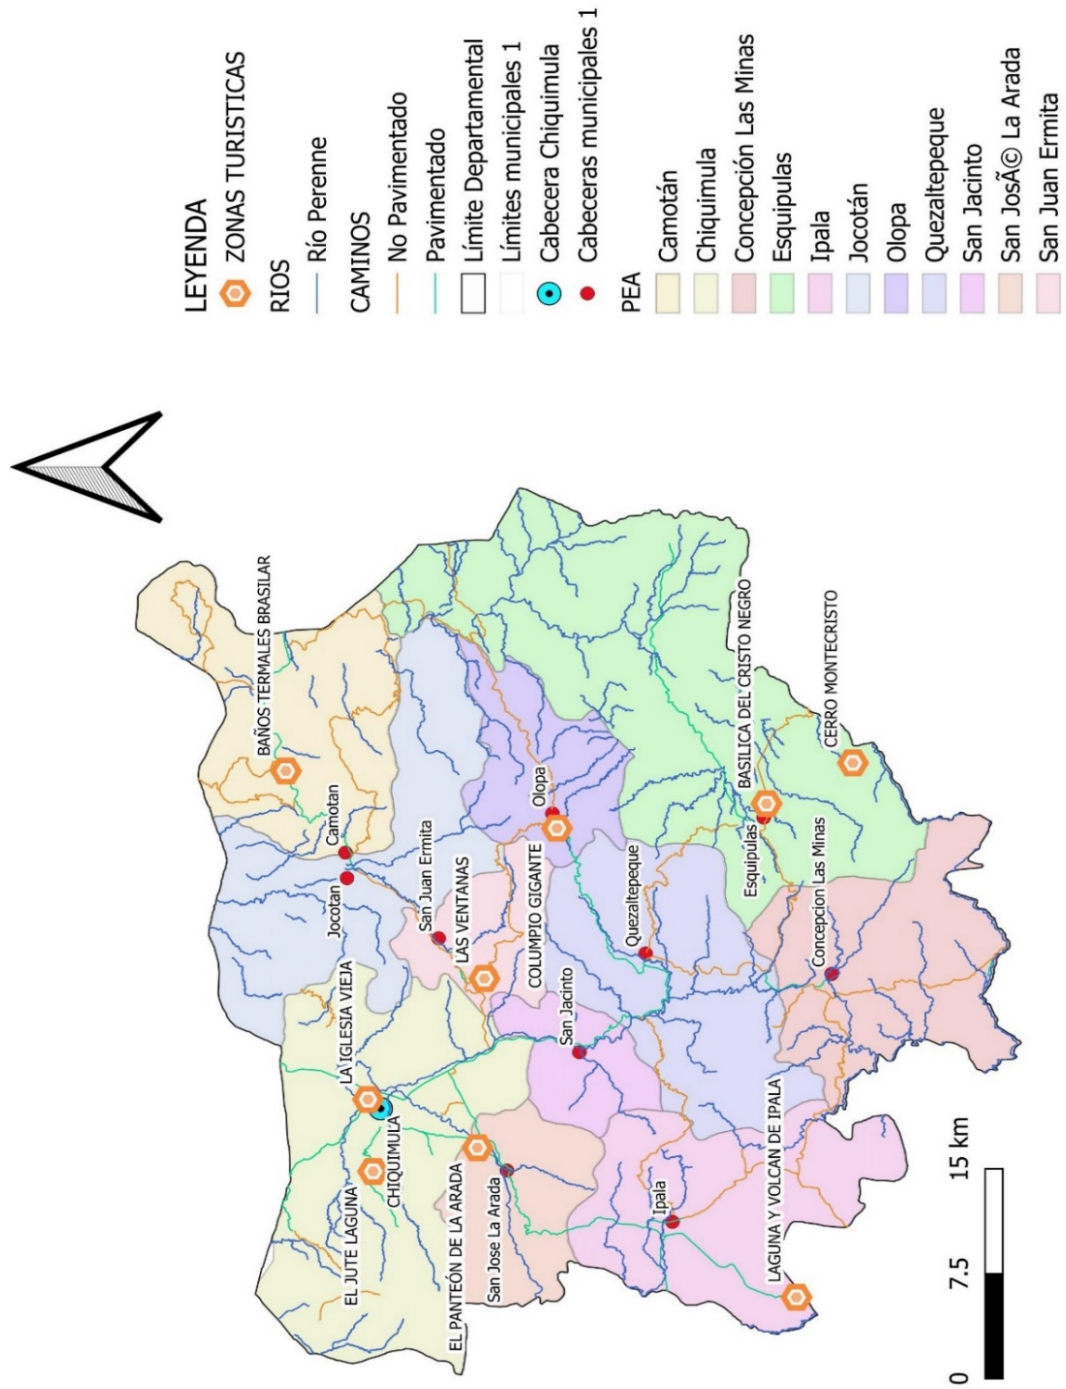 LEYENDA
ZONAS TURISTICAS
RIOS
Río Perenne
CAMINOS
No Pavimentado
Pavimentado
Límite Departamental
Límites municipales 1
Cabecera Chiquimula
Cabeceras municipales 1
PEA
Camotán
Chiquimula
Concepción Las Minas
Esquipulas
Ipala
Jocotán
Olopa
Quezaltepeque
San Jacinto
San JosÃ© La Arada
San Juan Ermita
BAÑOS TERMALES BRASILAR
Camotan
Jocotan
LA IGLESIA VIEJA
EL JUTE LAGUNA
CHIQUIMULA
San Juan Ermita
LAS VENTANAS
EL PANTEÓN DE LA ARADA
San Jose La Arada
Olopa
COLUMPIO GIGANTE
San Jacinto
Quezaltepeque
Ipala
BASILICA DEL CRISTO NEGRO
Esquipulas
LAGUNA Y VOLCAN DE IPALA
Concepcion Las Minas
CERRO MONTECRISTO
0 7.5 15 km